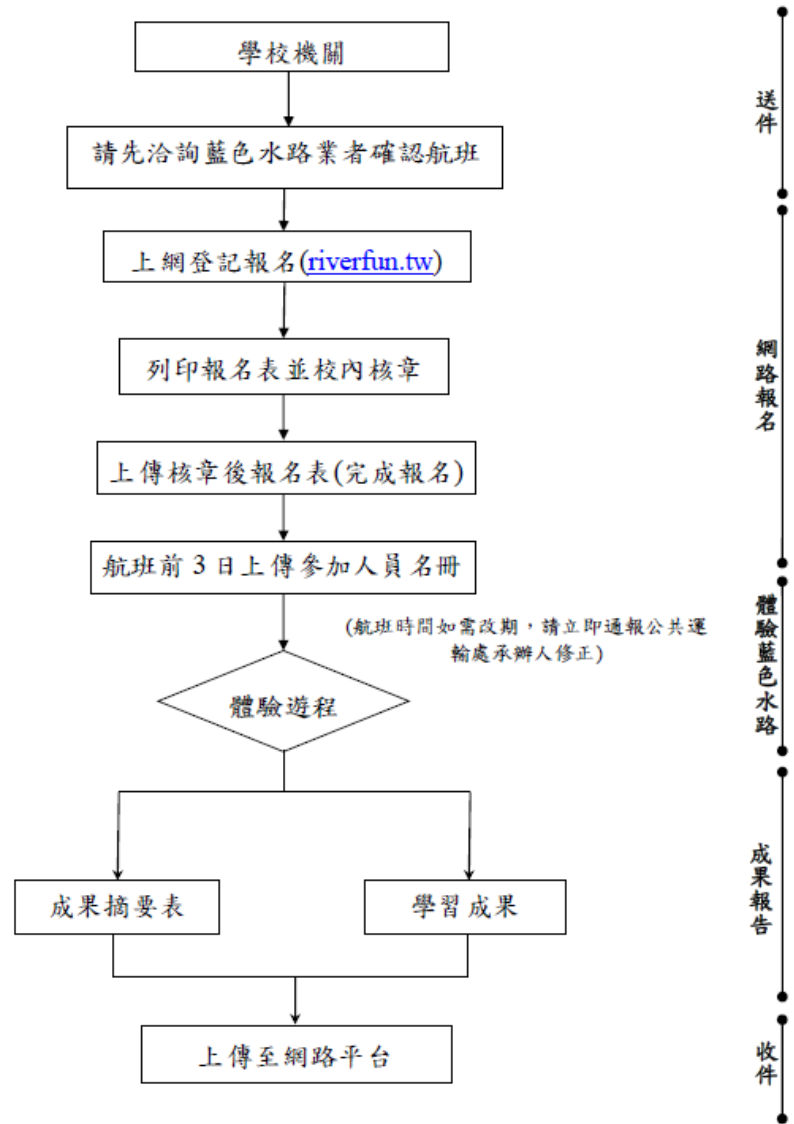 學校機關
請先洽詢藍色水路業者確認航班
上網登記報名(riverfun.tw)
列印報名表並校內核章
上傳核章後報名表(完成報名)
航班前 3 日上傳參加人員名冊
(航班時間如需改期，請立即通報公共運
輸處承辦人修正)
體驗遊程
成果摘要表
學習成果
上傳至網路平台
送件
網路報名
體驗藍色水路
成果報告
收件